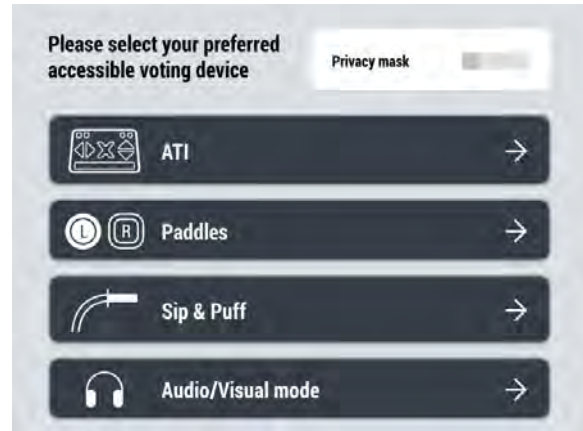 Please select your preferred
accessible voting device
Privacy mask
ATI
L R Paddles
Sip & Puff
Audio/Visual mode